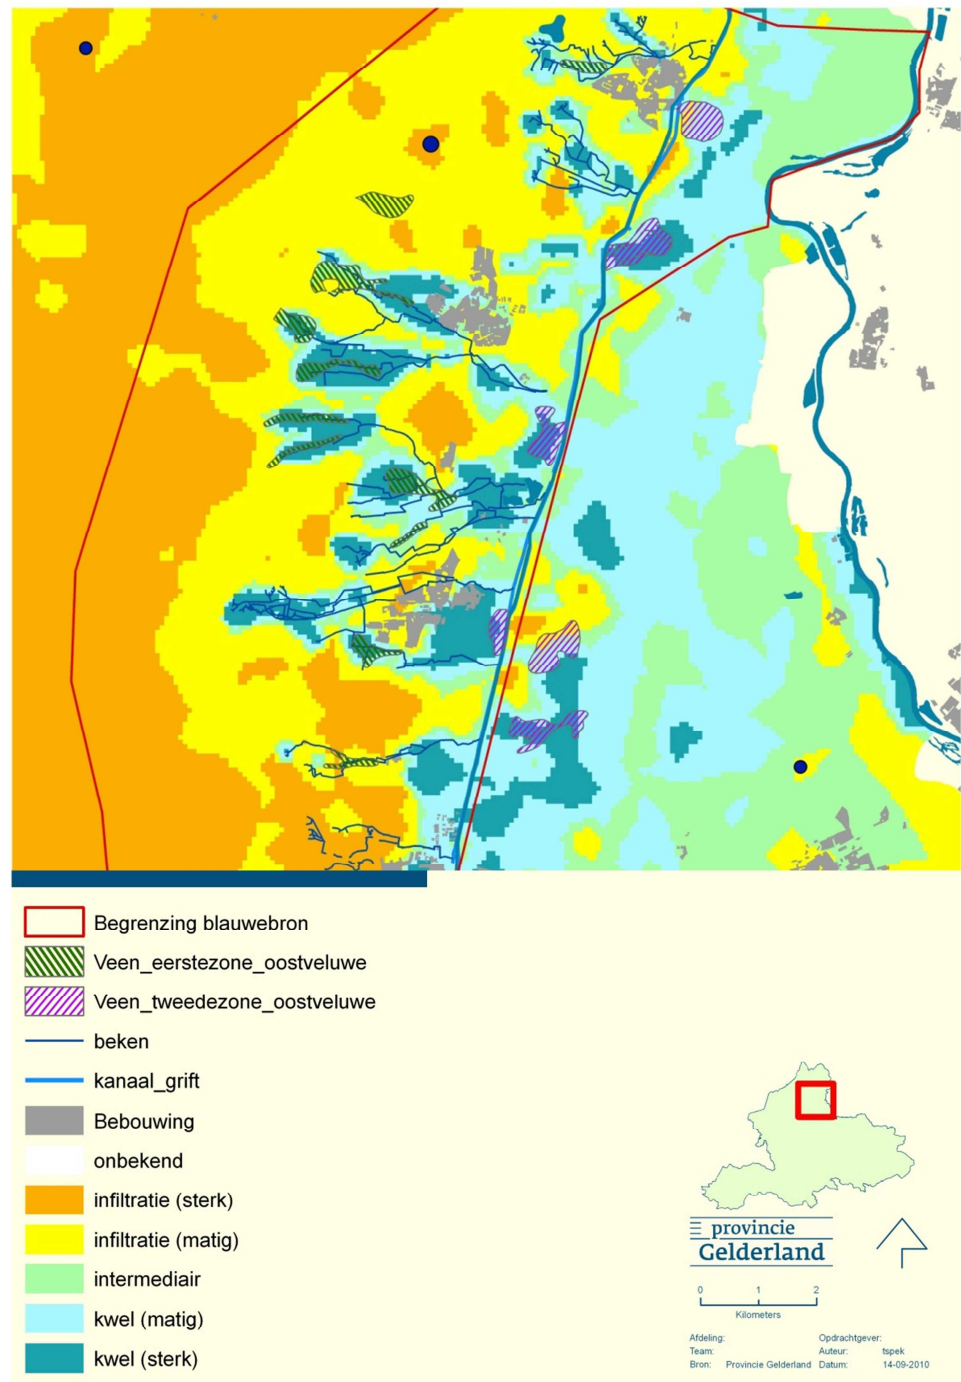 Begrenzing blauwebron
Veen_eerstezone_oostveluwe
Veen_tweedezone_oostveluwe
beken
kanaal_grift
Bebouwing
onbekend
infiltratie (sterk)
infiltratie (matig)
intermediair
kwel (matig)
kwel (sterk)
provincie
Gelderland
0 1 2
Kilometers
Afdeling: Opdrachtgever:
Team: Auteur: tspek
Bron: Provincie Gelderland Datum: 14-09-2010